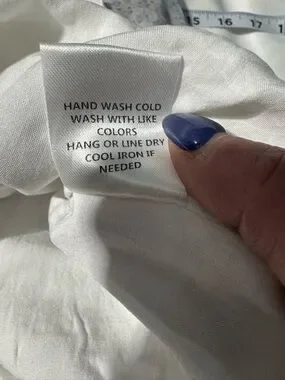 15 16 17
HAND WASH COLD
WASH WITH LIKE
COLORS
HANG OR LINE DRY
COOL IRON IF
NEEDED